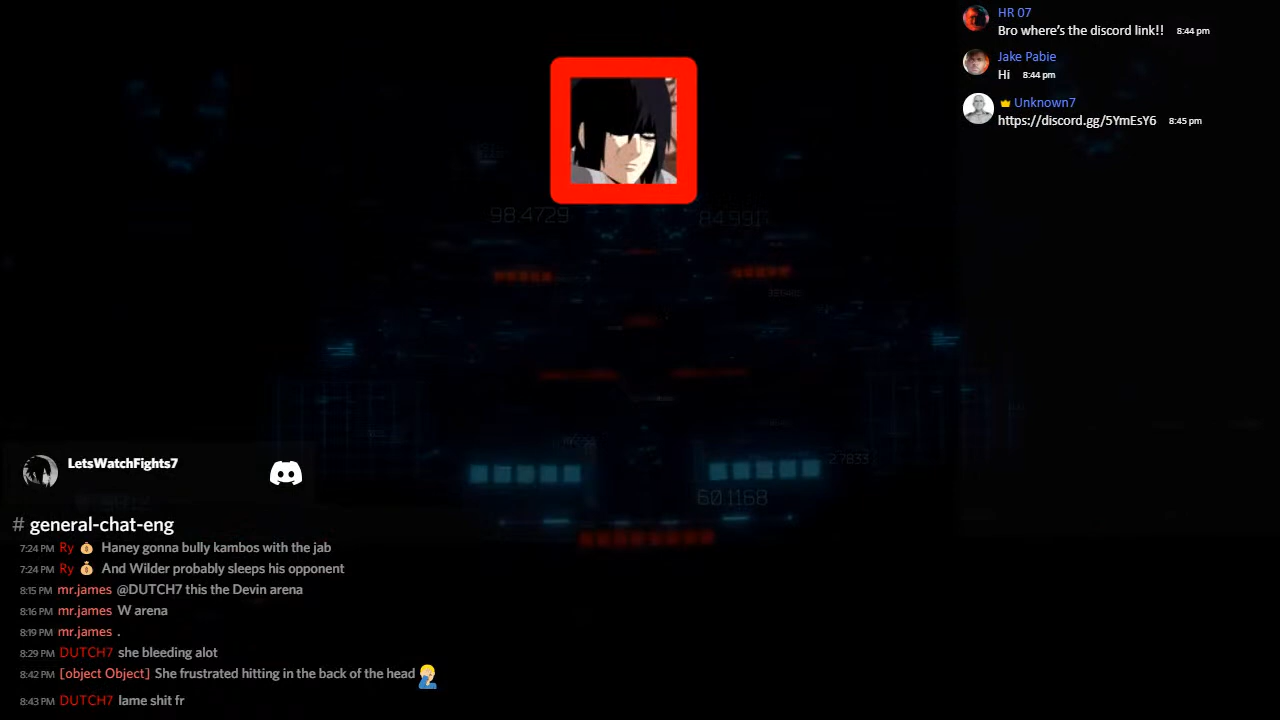 HR 07
Bro where's the discord link!! 8:44 pm
Jake Pabie
Hi 8:44 pm
Unknown7
https://discord.gg/5YmEsY6 8:45 pm
98.4729
60.1168
LetsWatchFights7
# general-chat-eng
7:24 PM Ry Haney gonna bully kambos with the jab
7:24 PM Ry And Wilder probably sleeps his opponent
8:15 PM mr.james @DUTCH7 this the Devin arena
8:16 PM mr.james W arena
8:19 PM mr.james .
8:29 PM DUTCH7 she bleeding alot
8:42 PM [object Object] She frustrated hitting in the back of the head
8:43 PM DUTCH7 lame shit fr